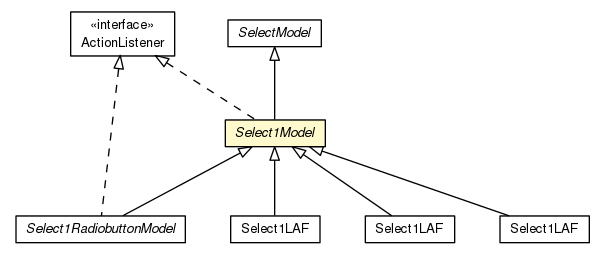 «interface»
ActionListener
SelectModel
Select1Model
Select1RadiobuttonModel
Select1LAF
Select1LAF
Select1LAF